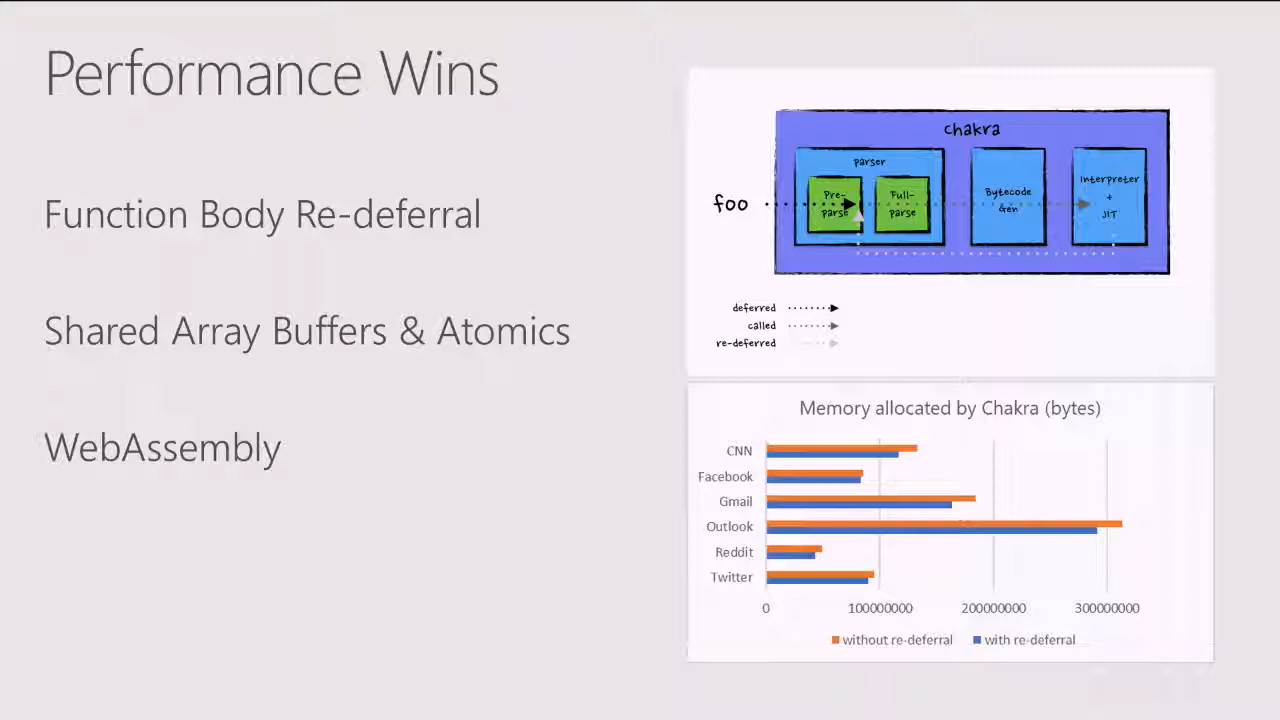 Performance Wins
Function Body Re-deferral
Shared Array Buffers & Atomics
WebAssembly
chakra
parser
Pre-
parse
Full-
parse
Bytecode
Gen
Interpreter
+
JIT
foo
deferred
called
re-deferred
Memory allocated by Chakra (bytes)
CNN
Facebook
Gmail
Outlook
Reddit
Twitter
0 100000000 200000000 300000000
without re-deferral with re-deferral